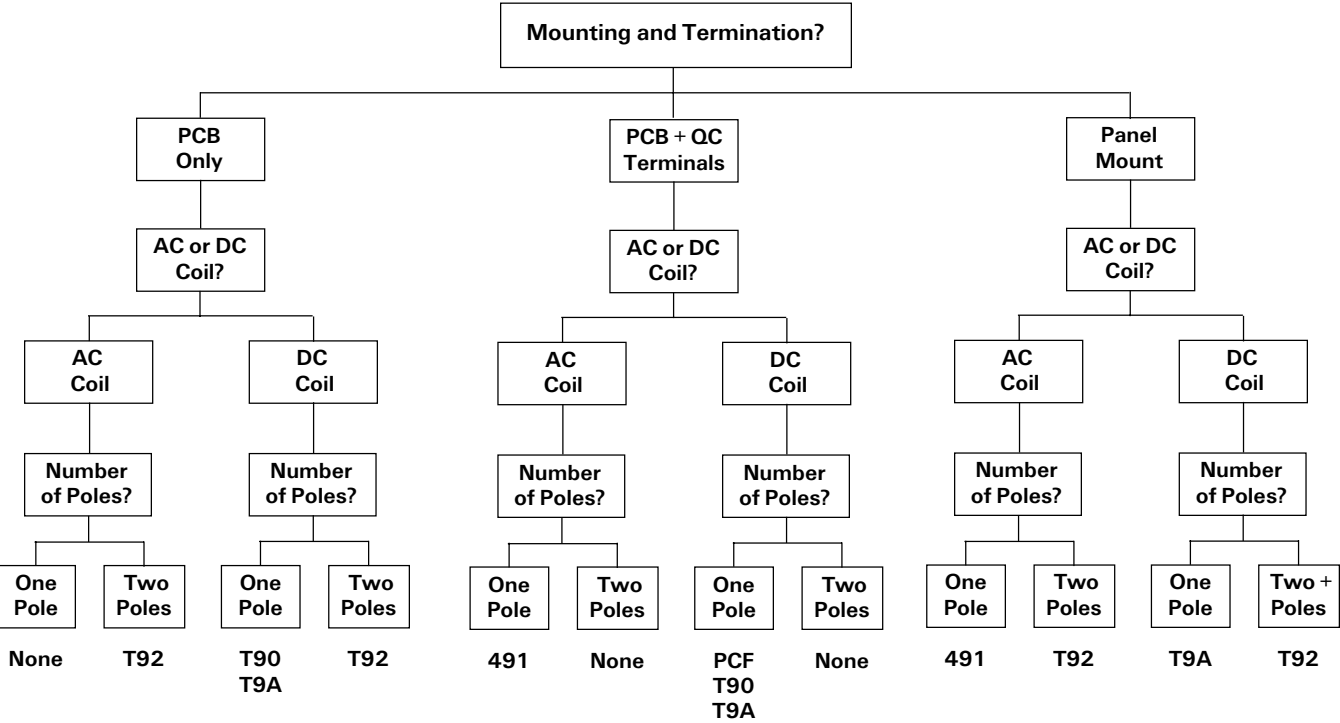 Mounting and Termination?
PCB
Only
PCB + QC
Terminals
Panel
Mount
AC or DC
Coil?
AC or DC
Coil?
AC or DC
Coil?
AC
Coil
DC
Coil
AC
Coil
DC
Coil
AC
Coil
DC
Coil
Number
of Poles?
Number
of Poles?
Number
of Poles?
Number
of Poles?
Number
of Poles?
Number
of Poles?
One
Pole
Two
Poles
One
Pole
Two
Poles
One
Pole
Two
Poles
One
Pole
Two
Poles
One
Pole
Two
Poles
One
Pole
Two +
Poles
None
T92
T90
T9A
T92
491
None
PCF
T90
T9A
None
491
T92
T9A
T92